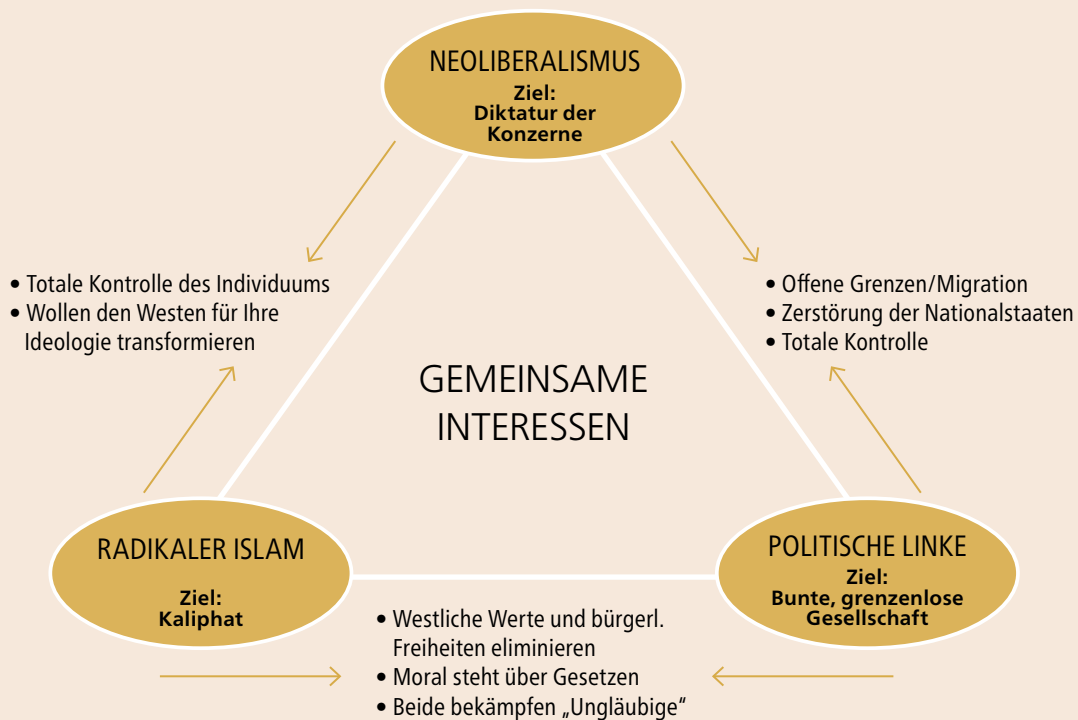 NEOLIBERALISMUS
Ziel:
Diktatur der
Konzerne
• Totale Kontrolle des Individuums
• Wollen den Westen für Ihre
Ideologie transformieren
• Offene Grenzen/Migration
• Zerstörung der Nationalstaaten
• Totale Kontrolle
GEMEINSAME
INTERESSEN
RADIKALER ISLAM
Ziel:
Kaliphat
POLITISCHE LINKE
Ziel:
Bunte, grenzenlose
Gesellschaft
• Westliche Werte und bürgerl.
Freiheiten eliminieren
• Moral steht über Gesetzen
• Beide bekämpfen „Ungläubige“